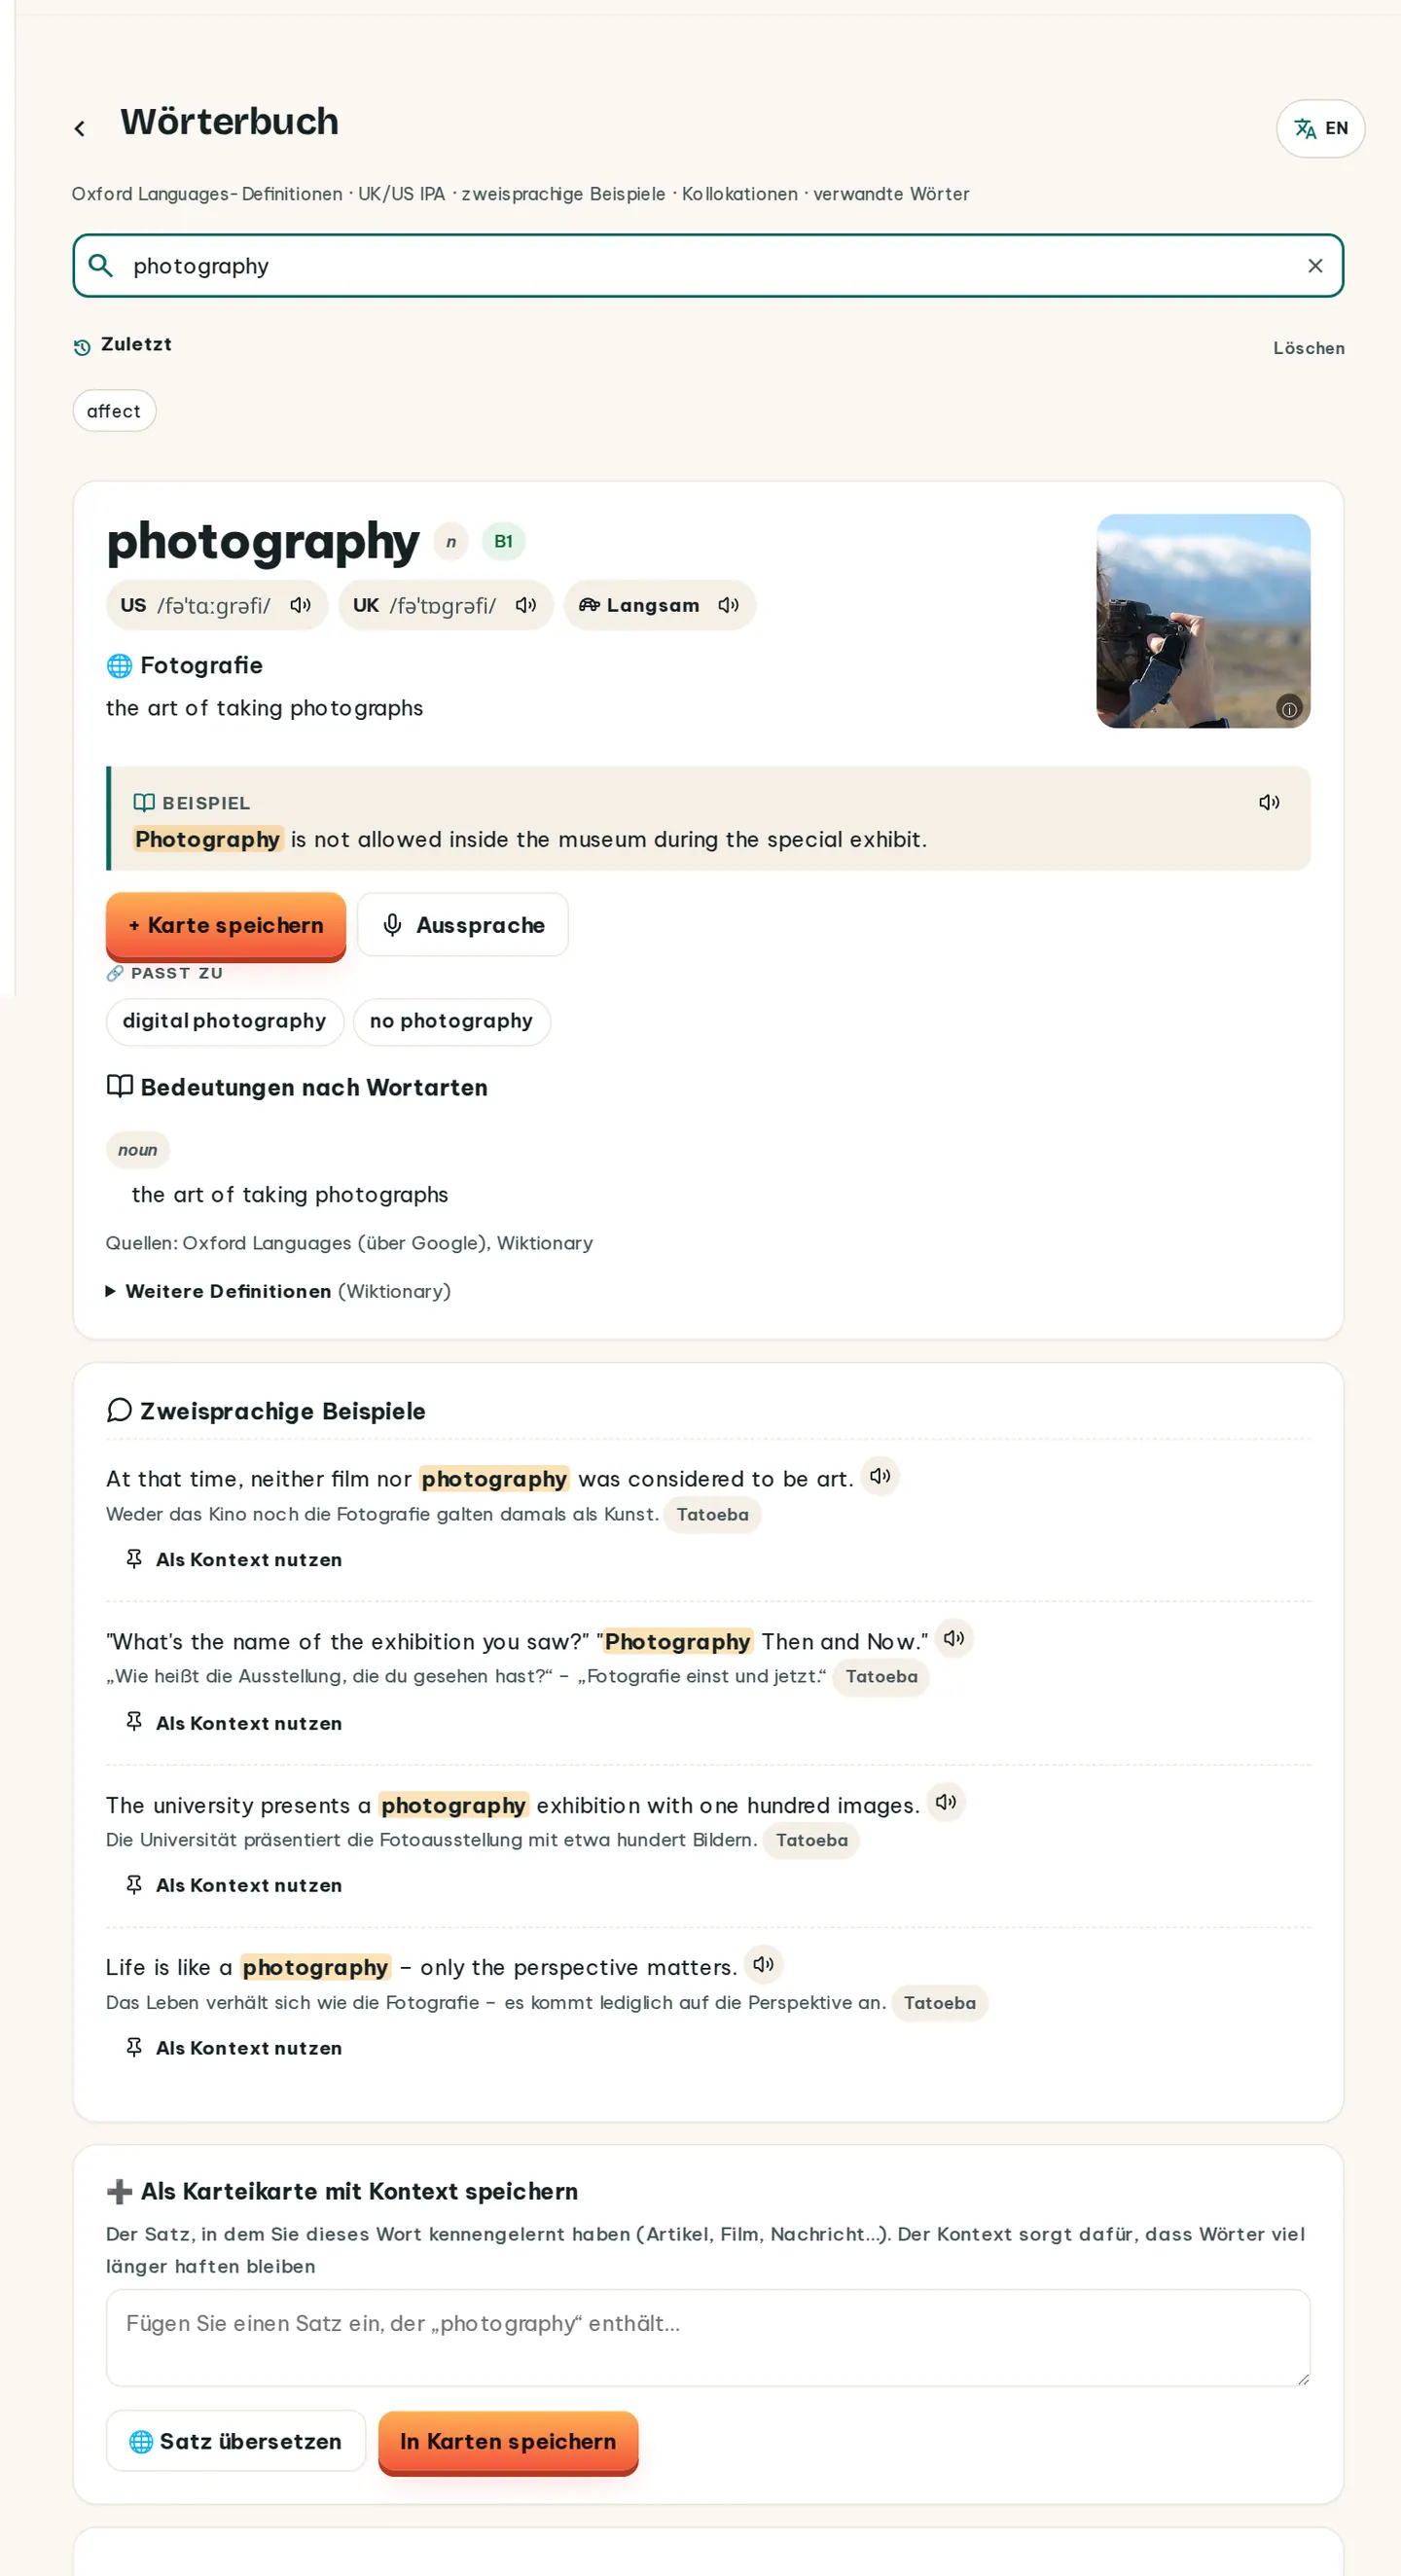 Wörterbuch
EN
Oxford Languages-Definitionen · UK/US IPA · zweisprachige Beispiele · Kollokationen · verwandte Wörter
photography
Zuletzt
Löschen
affect
photography n B1
US /fəˈtɑːɡrəfi/ UK /fəˈtɒɡrəfi/ Langsam
Fotografie
the art of taking photographs
BEISPIEL
Photography is not allowed inside the museum during the special exhibit.
+ Karte speichern Aussprache
PASST ZU
digital photography no photography
Bedeutungen nach Wortarten
noun
the art of taking photographs
Quellen: Oxford Languages (über Google), Wiktionary
Weitere Definitionen (Wiktionary)
Zweisprachige Beispiele
At that time, neither film nor photography was considered to be art.
Weder das Kino noch die Fotografie galten damals als Kunst. Tatoeba
Als Kontext nutzen
"What's the name of the exhibition you saw?" "Photography Then and Now."
„Wie heißt die Ausstellung, die du gesehen hast?“ – „Fotografie einst und jetzt.“ Tatoeba
Als Kontext nutzen
The university presents a photography exhibition with one hundred images.
Die Universität präsentiert die Fotoausstellung mit etwa hundert Bildern. Tatoeba
Als Kontext nutzen
Life is like a photography – only the perspective matters.
Das Leben verhält sich wie die Fotografie – es kommt lediglich auf die Perspektive an. Tatoeba
Als Kontext nutzen
Als Karteikarte mit Kontext speichern
Der Satz, in dem Sie dieses Wort kennengelernt haben (Artikel, Film, Nachricht…). Der Kontext sorgt dafür, dass Wörter viel
länger haften bleiben
Fügen Sie einen Satz ein, der „photography“ enthält…
Satz übersetzen In Karten speichern